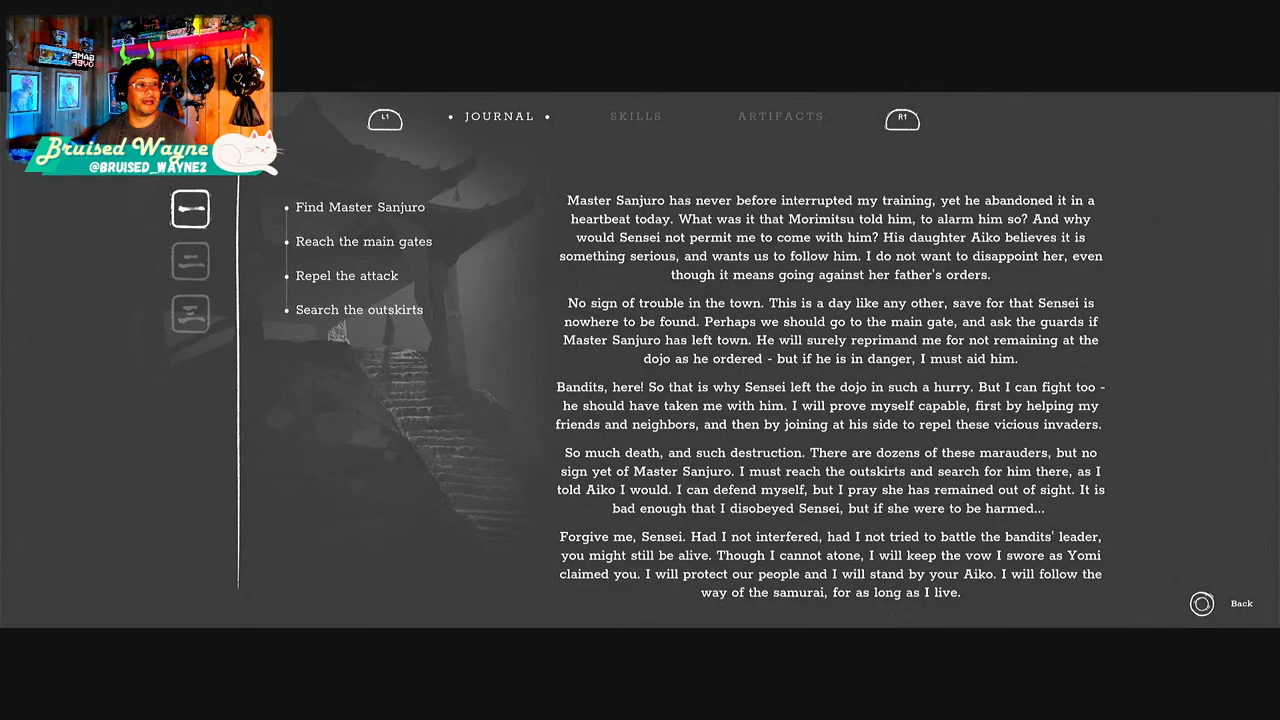 GAME
OVER
Bruised Wayne
@BRUISED_WAYNE2
L1
• JOURNAL •
SKILLS
ARTIFACTS
R1
一
二
三
• Find Master Sanjuro
• Reach the main gates
• Repel the attack
• Search the outskirts
Master Sanjuro has never before interrupted my training, yet he abandoned it in a
heartbeat today. What was it that Morimitsu told him, to alarm him so? And why
would Sensei not permit me to come with him? His daughter Aiko believes it is
something serious, and wants us to follow him. I do not want to disappoint her, even
though it means going against her father's orders.
No sign of trouble in the town. This is a day like any other, save for that Sensei is
nowhere to be found. Perhaps we should go to the main gate, and ask the guards if
Master Sanjuro has left town. He will surely reprimand me for not remaining at the
dojo as he ordered - but if he is in danger, I must aid him.
Bandits, here! So that is why Sensei left the dojo in such a hurry. But I can fight too -
he should have taken me with him. I will prove myself capable, first by helping my
friends and neighbors, and then by joining at his side to repel these vicious invaders.
So much death, and such destruction. There are dozens of these marauders, but no
sign yet of Master Sanjuro. I must reach the outskirts and search for him there, as I
told Aiko I would. I can defend myself, but I pray she has remained out of sight. It is
bad enough that I disobeyed Sensei, but if she were to be harmed...
Forgive me, Sensei. Had I not interfered, had I not tried to battle the bandits' leader,
you might still be alive. Though I cannot atone, I will keep the vow I swore as Yomi
claimed you. I will protect our people and I will stand by your Aiko. I will follow the
way of the samurai, for as long as I live.
Back